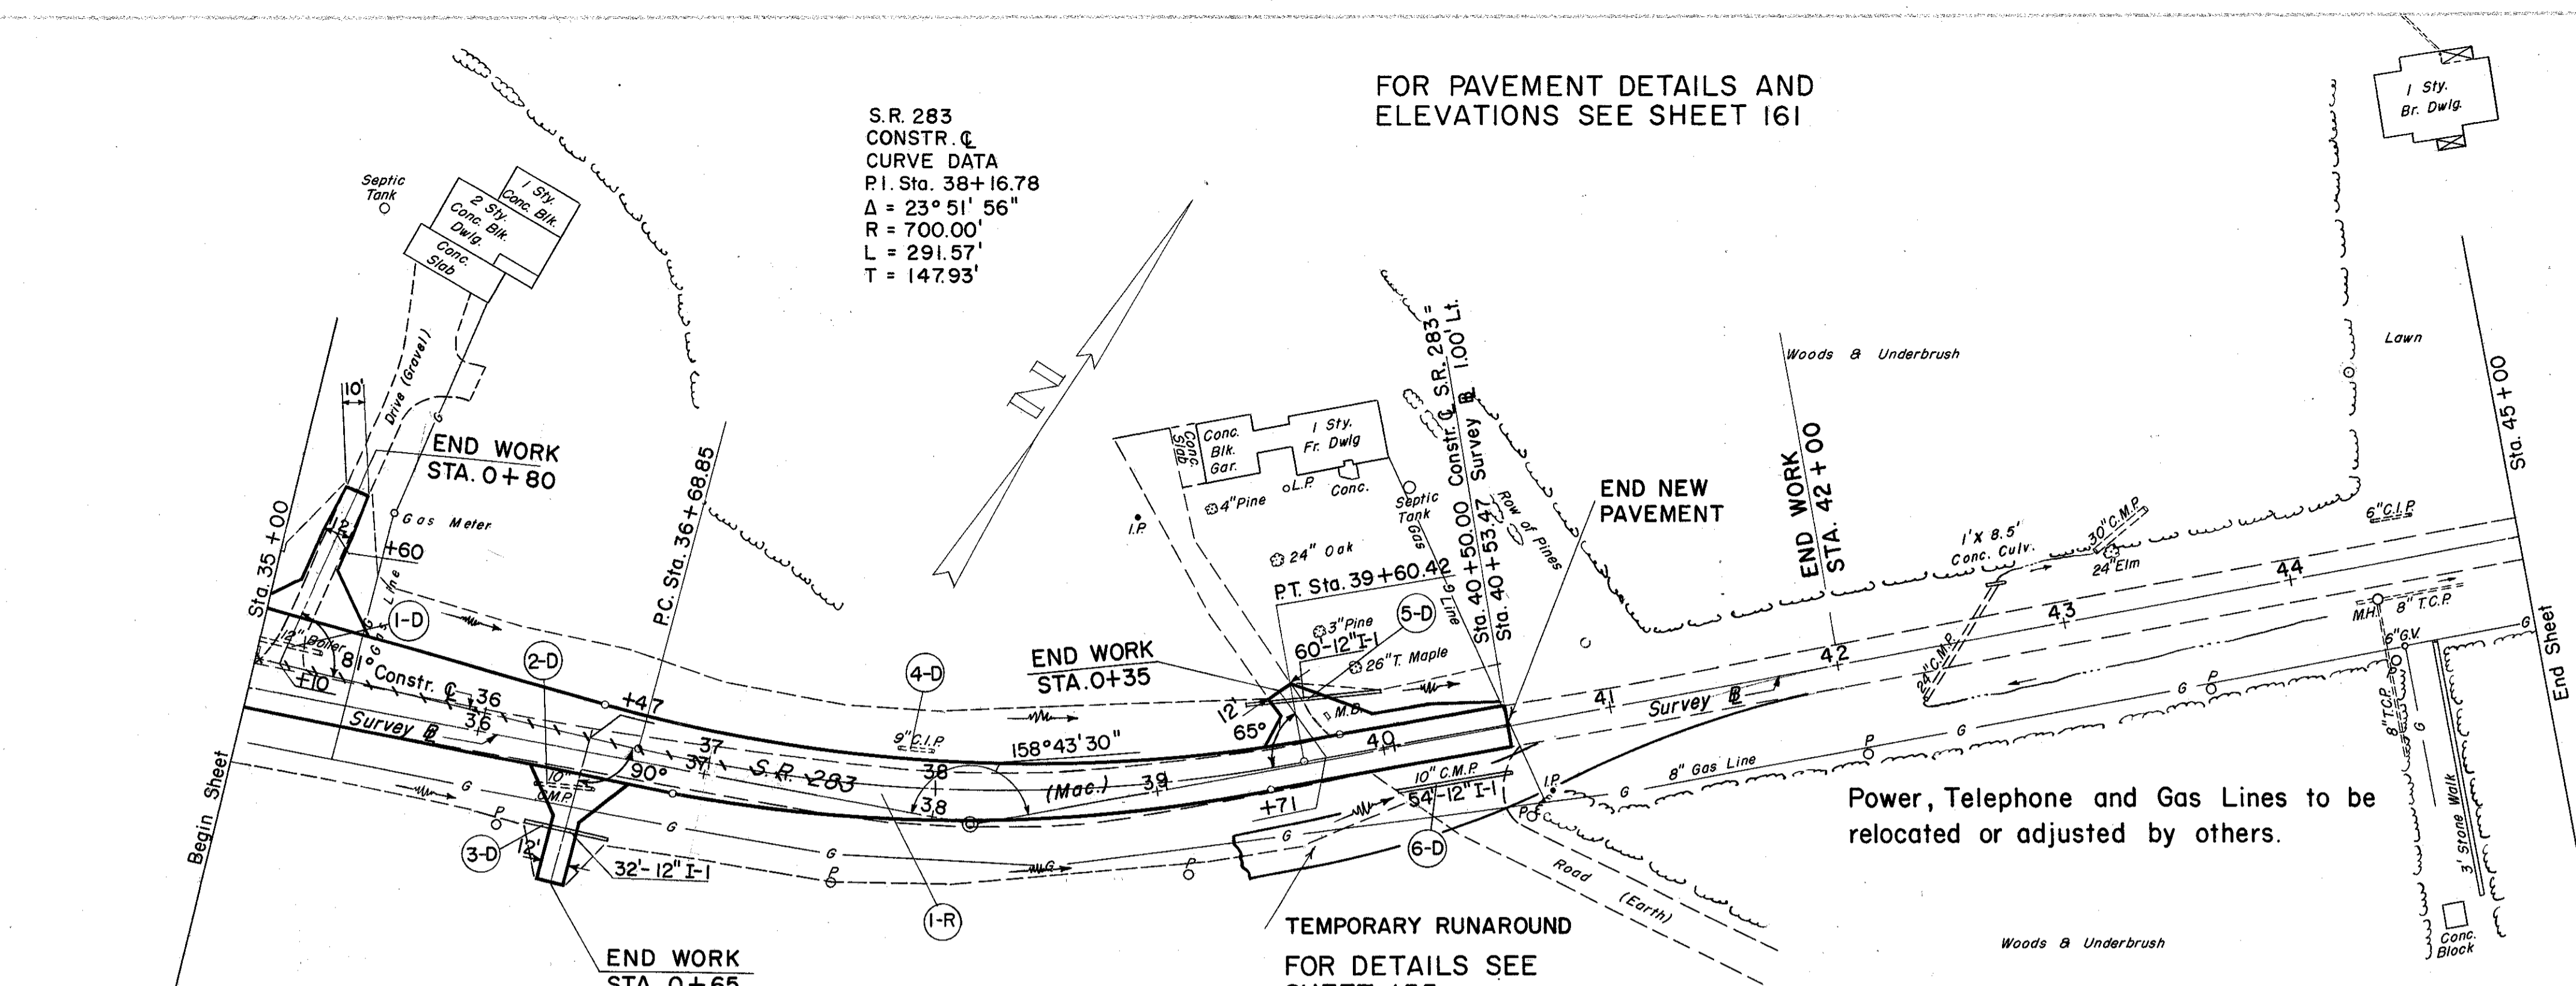 FOR PAVEMENT DETAILS AND
ELEVATIONS SEE SHEET 161
S.R. 283
CONSTR. ℄
CURVE DATA
P.I. Sta. 38+16.78
Δ = 23° 51' 56"
R = 700.00'
L = 291.57'
T = 147.93'
1 Sty.
Br. Dwlg.
Septic
Tank
1 Sty.
Conc. Blk.
2 Sty.
Conc. Blk.
Dwlg.
Conc.
Slab
Drive (Gravel)
10'
G
END WORK
STA. 0+80
Gas Meter
12'
+60
Sta. 35+00
P.C. Sta. 36+68.85
Gas Line
1-D
12" Boiler
81°
Constr. ℄
+10
36
36
Survey BL
2-D
+47
90°
10"
C.M.P.
3-D
12'
32'-12" I-1
END WORK
STA. 0+65
Begin Sheet
37
37
S.R. 283
(Mac.)
4-D
9" C.I.P.
158°43'30"
38
38
39
1-R
N
Conc.
Slab
Conc.
Blk.
Gar.
1 Sty.
Fr. Dwlg
Conc.
L.P.
4" Pine
I.P.
24" Oak
Septic
Tank
Gas
Line
G
P.T. Sta. 39+60.42
3" Pine
5-D
60'-12" I-1
26" T. Maple
END WORK
STA. 0+35
12'
65°
M.B.
40
+71
10" C.M.P.
54'-12" I-1
6-D
Sta. 40+50.00 Constr. ℄ S.R. 283 =
Sta. 40+53.47 Survey BL 1.00' Lt.
Row of Pines
END NEW
PAVEMENT
END WORK
STA. 42+00
Woods & Underbrush
Lawn
Sta. 45+00
1' X 8.5'
Conc. Culv.
30" C.M.P.
24" Elm
6" C.I.P.
41
Survey BL
42
43
44
24" C.M.P.
M.H.
8" T.C.P.
6" G.V.
8" T.C.P.
G
3' Stone Walk
Conc.
Block
End Sheet
8" Gas Line
G
P
G
P
G
I.P.
P
Power, Telephone and Gas Lines to be
relocated or adjusted by others.
Road
(Earth)
Woods & Underbrush
TEMPORARY RUNAROUND
FOR DETAILS SEE
G
P
G
G
P
G
P
G